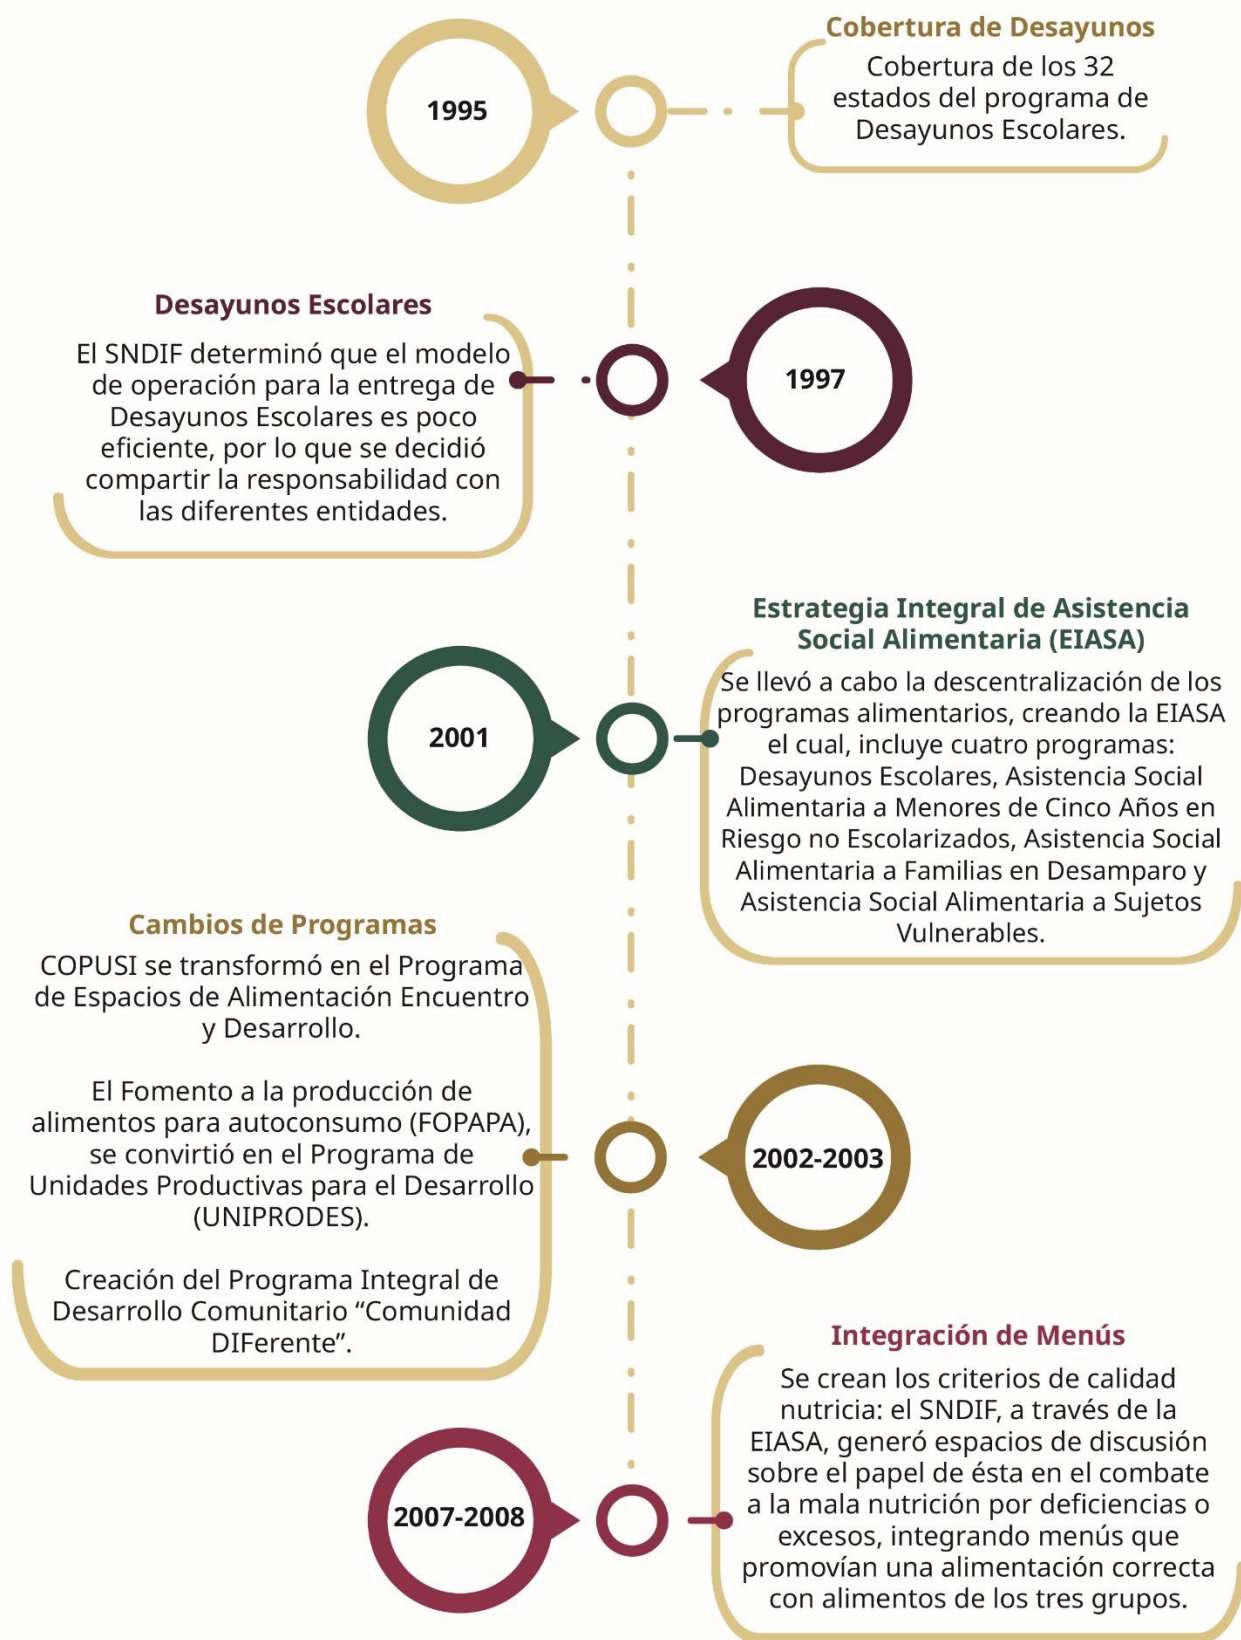 1995
Cobertura de Desayunos
Cobertura de los 32
estados del programa de
Desayunos Escolares.
Desayunos Escolares
El SNDIF determinó que el modelo
de operación para la entrega de
Desayunos Escolares es poco
eficiente, por lo que se decidió
compartir la responsabilidad con
las diferentes entidades.
1997
Estrategia Integral de Asistencia
Social Alimentaria (EIASA)
Se llevó a cabo la descentralización de los
programas alimentarios, creando la EIASA
el cual, incluye cuatro programas:
Desayunos Escolares, Asistencia Social
Alimentaria a Menores de Cinco Años en
Riesgo no Escolarizados, Asistencia Social
Alimentaria a Familias en Desamparo y
Asistencia Social Alimentaria a Sujetos
Vulnerables.
2001
Cambios de Programas
COPUSI se transformó en el Programa
de Espacios de Alimentación Encuentro
y Desarrollo.
El Fomento a la producción de
alimentos para autoconsumo (FOPAPA),
se convirtió en el Programa de
Unidades Productivas para el Desarrollo
(UNIPRODES).
Creación del Programa Integral de
Desarrollo Comunitario “Comunidad
DIFerente”.
2002-2003
Integración de Menús
Se crean los criterios de calidad
nutricia: el SNDIF, a través de la
EIASA, generó espacios de discusión
sobre el papel de ésta en el combate
a la mala nutrición por deficiencias o
excesos, integrando menús que
promovían una alimentación correcta
con alimentos de los tres grupos.
2007-2008